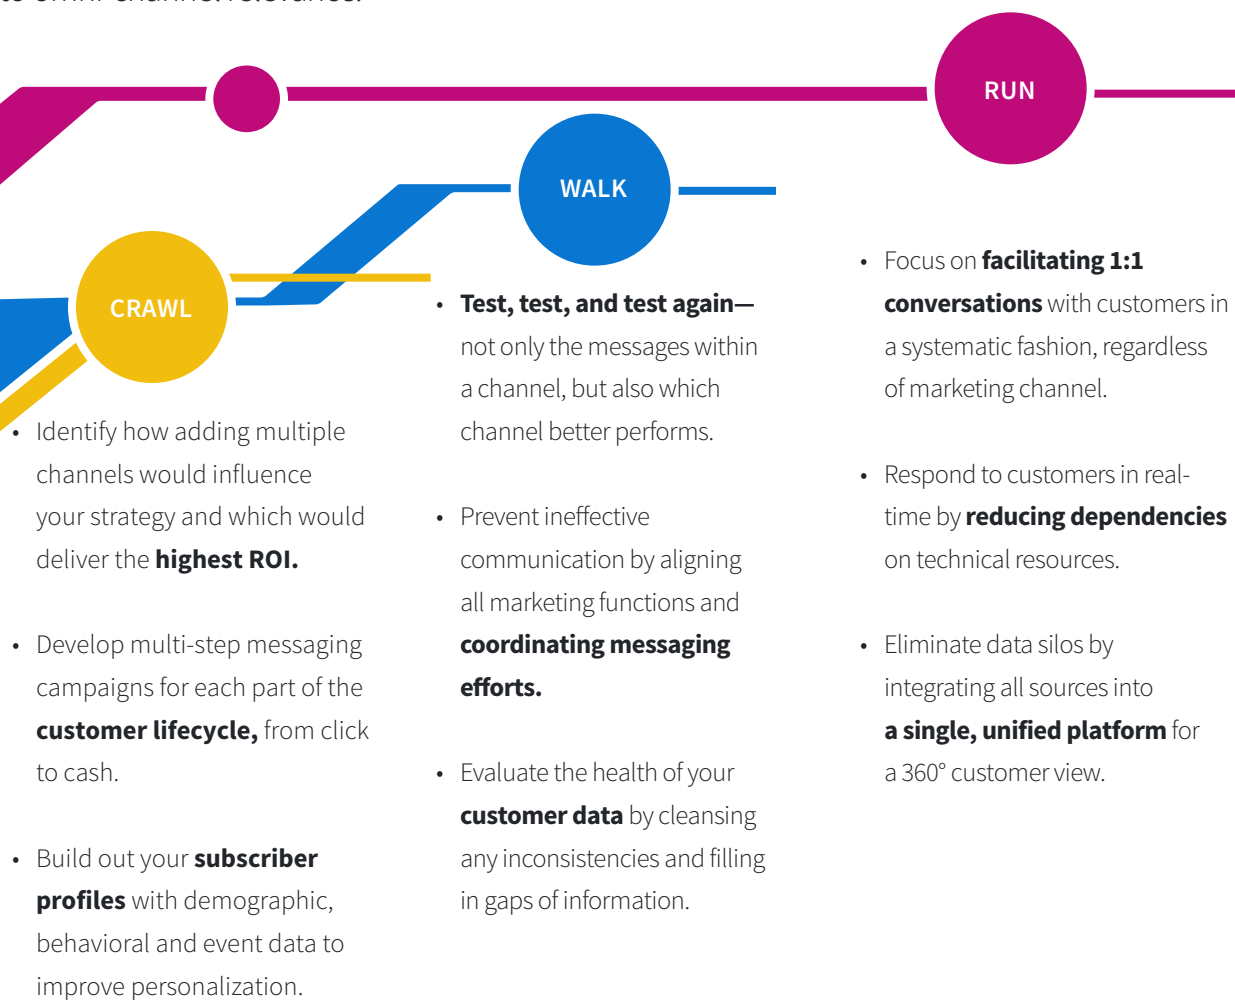 to omni-channel relevance.
RUN
WALK
CRAWL
• Identify how adding multiple
channels would influence
your strategy and which would
deliver the highest ROI.
• Develop multi-step messaging
campaigns for each part of the
customer lifecycle, from click
to cash.
• Build out your subscriber
profiles with demographic,
behavioral and event data to
improve personalization.
• Test, test, and test again—
not only the messages within
a channel, but also which
channel better performs.
• Prevent ineffective
communication by aligning
all marketing functions and
coordinating messaging
efforts.
• Evaluate the health of your
customer data by cleansing
any inconsistencies and filling
in gaps of information.
• Focus on facilitating 1:1
conversations with customers in
a systematic fashion, regardless
of marketing channel.
• Respond to customers in real-
time by reducing dependencies
on technical resources.
• Eliminate data silos by
integrating all sources into
a single, unified platform for
a 360° customer view.